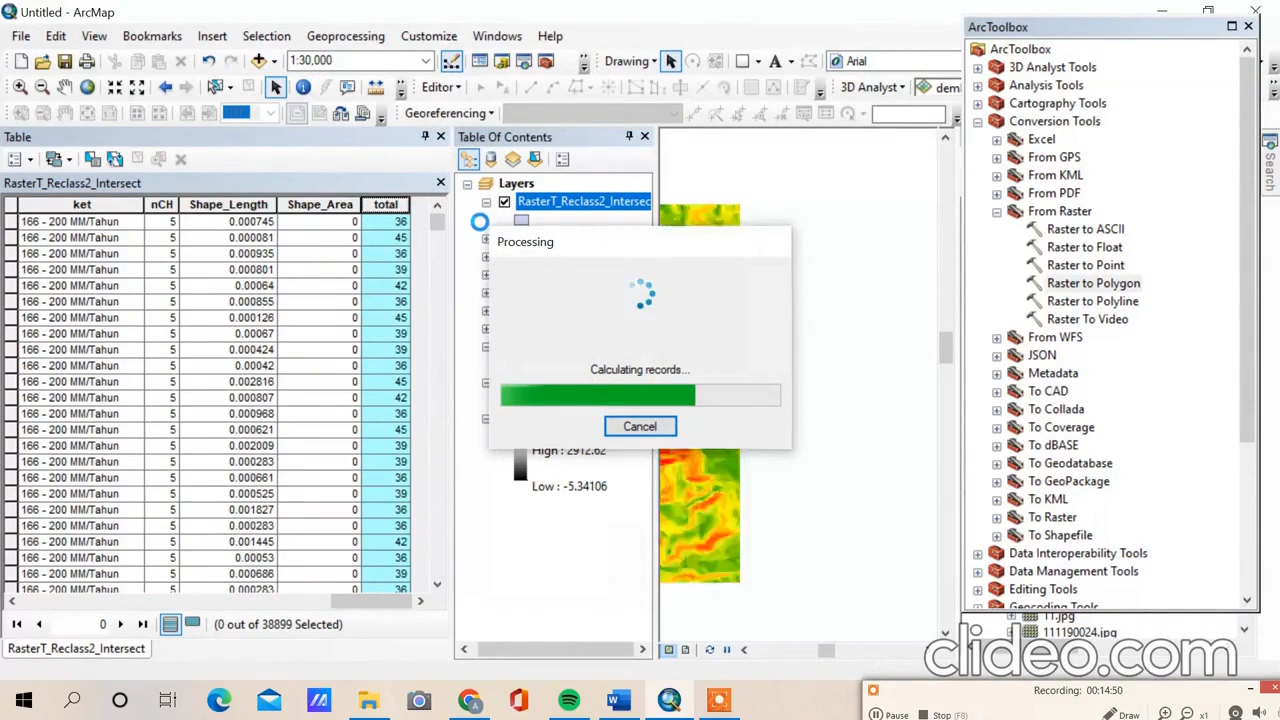 Untitled - ArcMap
File Edit View Bookmarks Insert Selection Geoprocessing Customize Windows Help
1:30,000 Drawing Arial
Editor 3D Analyst
Georeferencing
Table
RasterT_Reclass2_Intersect
ket nCH Shape_Length Shape_Area total
166 - 200 MM/Tahun 5 0.000745 0 36
166 - 200 MM/Tahun 5 0.000081 0 45
166 - 200 MM/Tahun 5 0.000935 0 36
166 - 200 MM/Tahun 5 0.000801 0 39
166 - 200 MM/Tahun 5 0.00064 0 42
166 - 200 MM/Tahun 5 0.000855 0 36
166 - 200 MM/Tahun 5 0.000126 0 45
166 - 200 MM/Tahun 5 0.00067 0 39
166 - 200 MM/Tahun 5 0.000424 0 39
166 - 200 MM/Tahun 5 0.00042 0 36
166 - 200 MM/Tahun 5 0.002816 0 45
166 - 200 MM/Tahun 5 0.000807 0 42
166 - 200 MM/Tahun 5 0.000968 0 36
166 - 200 MM/Tahun 5 0.000621 0 45
166 - 200 MM/Tahun 5 0.002009 0 39
166 - 200 MM/Tahun 5 0.000283 0 39
166 - 200 MM/Tahun 5 0.000661 0 36
166 - 200 MM/Tahun 5 0.000525 0 39
166 - 200 MM/Tahun 5 0.001827 0 36
166 - 200 MM/Tahun 5 0.000283 0 36
166 - 200 MM/Tahun 5 0.001445 0 42
166 - 200 MM/Tahun 5 0.00053 0 36
166 - 200 MM/Tahun 5 0.000686 0 39
166 - 200 MM/Tahun 5 0.000283 0 36
0 (0 out of 38899 Selected)
RasterT_Reclass2_Intersect
Table Of Contents
Layers
RasterT_Reclass2_Intersec
High : 2912.62
Low : -5.34106
Processing
Calculating records...
Cancel
ArcToolbox
ArcToolbox
3D Analyst Tools
Analysis Tools
Cartography Tools
Conversion Tools
Excel
From GPS
From KML
From PDF
From Raster
Raster to ASCII
Raster to Float
Raster to Point
Raster to Polygon
Raster to Polyline
Raster To Video
From WFS
JSON
Metadata
To CAD
To Collada
To Coverage
To dBASE
To Geodatabase
To GeoPackage
To KML
To Raster
To Shapefile
Data Interoperability Tools
Data Management Tools
Editing Tools
Geocoding Tools
11.jpg
111190024.jpg
Search
clideo.com
Recording: 00:14:50
Pause Stop (F8) Draw